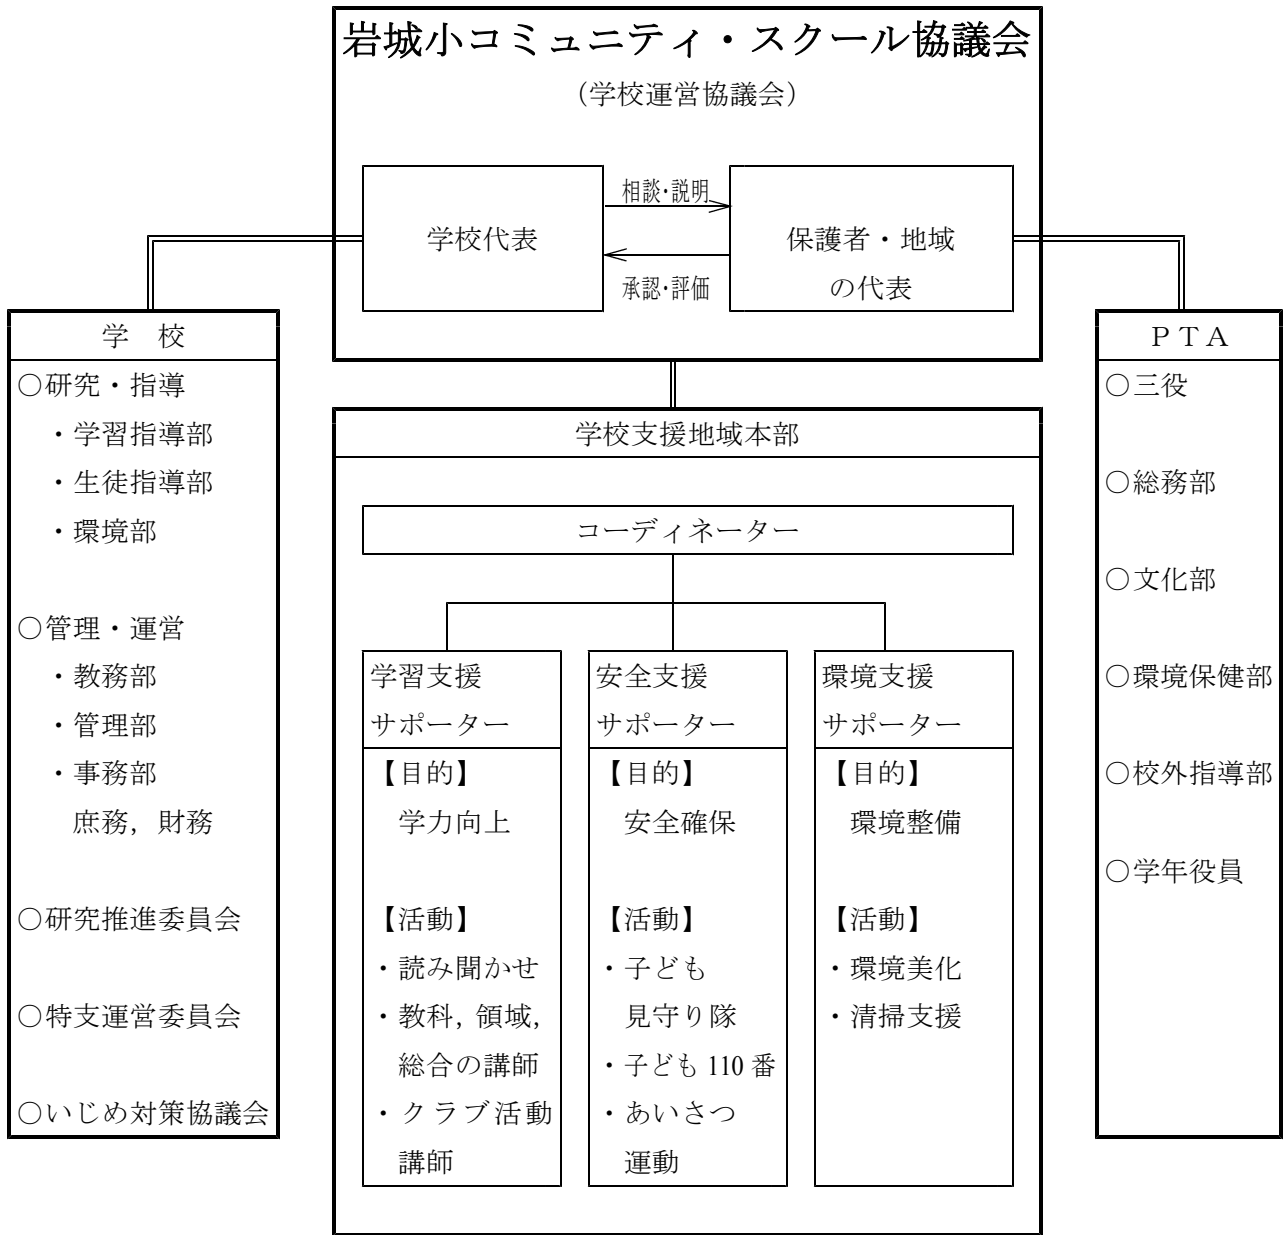 岩城小コミュニティ・スクール協議会
（学校運営協議会）
学校代表
相談・説明
承認・評価
保護者・地域
の代表
学　校
○研究・指導
・学習指導部
・生徒指導部
・環境部
○管理・運営
・教務部
・管理部
・事務部
庶務，財務
○研究推進委員会
○特支運営委員会
○いじめ対策協議会
学校支援地域本部
コーディネーター
学習支援
サポーター
【目的】
学力向上
【活動】
・読み聞かせ
・教科，領域，
総合の講師
・クラブ活動
講師
安全支援
サポーター
【目的】
安全確保
【活動】
・子ども
見守り隊
・子ども 110 番
・あいさつ
運動
環境支援
サポーター
【目的】
環境整備
【活動】
・環境美化
・清掃支援
ＰＴＡ
○三役
○総務部
○文化部
○環境保健部
○校外指導部
○学年役員